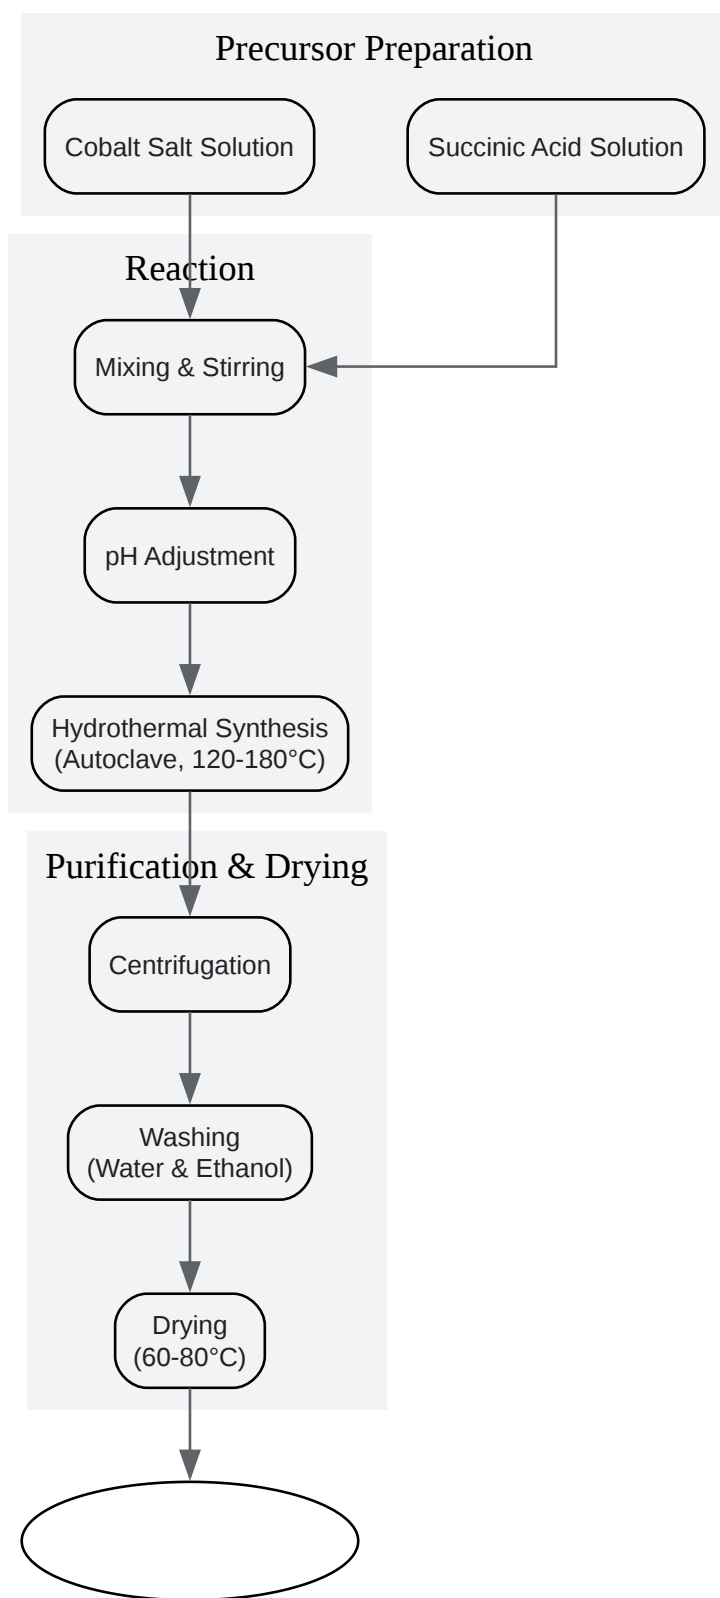 Precursor Preparation
Cobalt Salt Solution
Succinic Acid Solution
Reaction
Mixing & Stirring
pH Adjustment
Hydrothermal Synthesis
(Autoclave, 120-180°C)
Purification & Drying
Centrifugation
Washing
(Water & Ethanol)
Drying
(60-80°C)